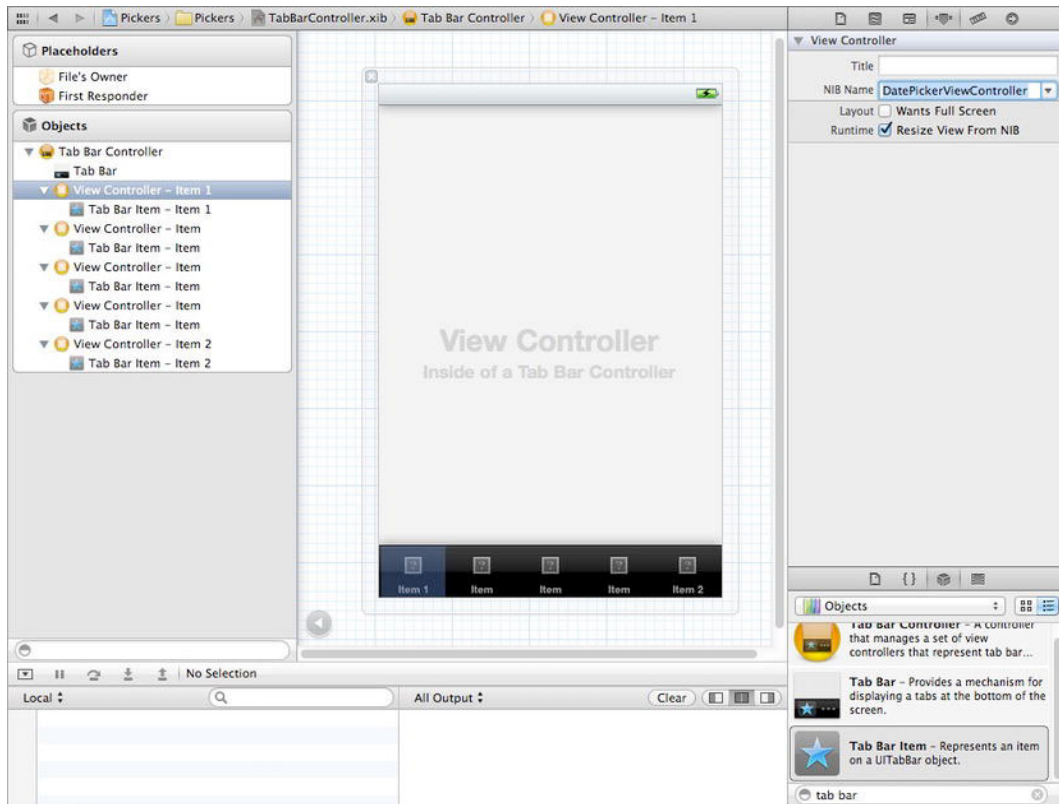 Pickers Pickers TabBarController.xib Tab Bar Controller View Controller – Item 1
Placeholders
File's Owner
First Responder
Objects
Tab Bar Controller
Tab Bar
View Controller – Item 1
Tab Bar Item – Item 1
View Controller – Item
Tab Bar Item – Item
View Controller – Item
Tab Bar Item – Item
View Controller – Item
Tab Bar Item – Item
View Controller – Item 2
Tab Bar Item – Item 2
View Controller
Inside of a Tab Bar Controller
Item 1 Item Item Item Item 2
No Selection
Local All Output Clear
View Controller
Title
NIB Name DatePickerViewController
Layout Wants Full Screen
Runtime Resize View From NIB
{}
Objects
Tab Bar Controller – A controller
that manages a set of view
controllers that represent tab bar...
Tab Bar – Provides a mechanism for
displaying a tabs at the bottom of the
screen.
Tab Bar Item – Represents an item
on a UITabBar object.
tab bar